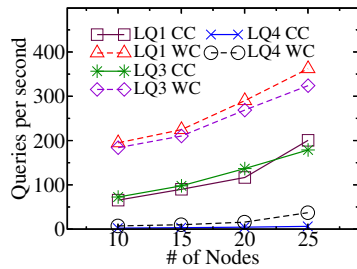 Queries per second
500
400
300
200
100
0
LQ1 CC
LQ1 WC
LQ3 CC
LQ3 WC
LQ4 CC
LQ4 WC
10 15 20 25
# of Nodes